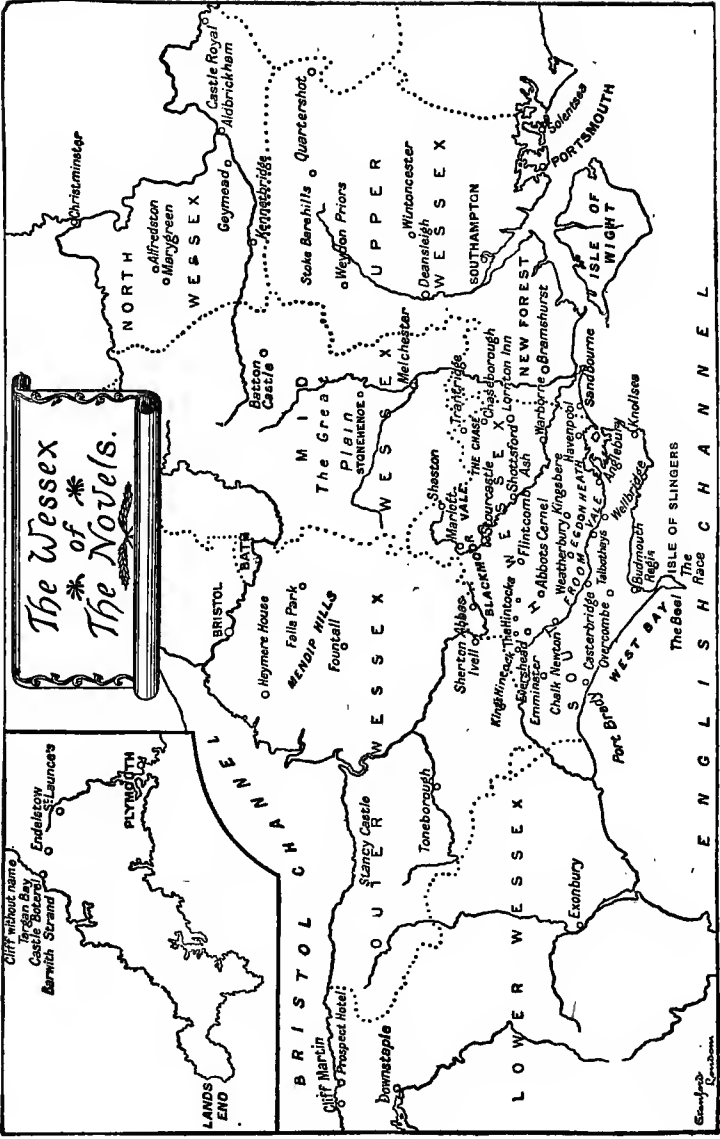 The Wessex
of
The Novels.
Cliff without name
Targan Bay
Castle Boterel
Barwith Strand
Endelstow
St Launce's
PLYMOUTH
LANDS
END
BRISTOL CHANNEL
Cliff Martin
Prospect Hotel
Downstaple
OUTER WESSEX
Stancy Castle
Toneborough
LOWER WESSEX
Exonbury
BRISTOL
BATH
Heymere House
Falls Park
MENDIP HILLS
Fountall
Sherton Abbas
Ivell
King's Hintock
The Hintocks
Evershead
Emminster
Chalk Newton
Port Bredy
WEST BAY
Casterbridge
Overcombe
Talbotheys
Budmouth
Regis
ISLE OF SLINGERS
The Beal
The
Race
ENGLISH CHANNEL
SOUTH WESSEX
Abbots Cernel
Weatherbury
Kingsbere
EGDON HEATH
FROOM
VALE
Wellbridge
Anglebury
Knollsea
Havenpool
Sandbourne
Flintcomb Ash
Shottsford
Warborne
Bramshurst
Lornton Inn
Stourcastle
BLACKMOOR
VALE
Marlott
Shaston
THE CHASE
Chaseborough
Trantridge
NEW FOREST
MID WESSEX
The Great
Plain
STONEHENGE
Melchester
Batton
Castle
NORTH
WESSEX
Christminster
Alfredston
Marygreen
Castle Royal
Aldbrickham
Gaymead
Kennetbridge
UPPER
WESSEX
Quartershot
Stoke Barehills
Weydon Priors
Wintoncester
Deansleigh
SOUTHAMPTON
Solentsea
PORTSMOUTH
ISLE OF
WIGHT
Stanford
London